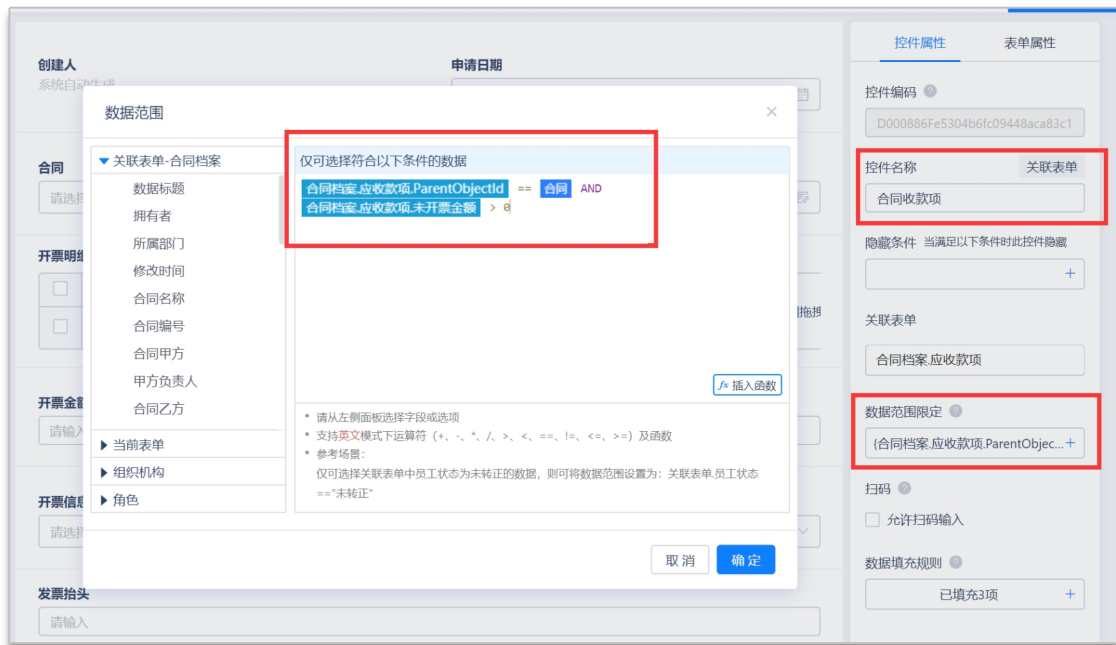 控件属性
表单属性
创建人
系统自动生成
申请日期
控件编码
D000886Fe5304b6fc09448aca83c1
数据范围
控件名称
关联表单
合同收款项
合同
请选择
关联表单-合同档案
数据标题
拥有者
所属部门
修改时间
合同名称
合同编号
合同甲方
甲方负责人
合同乙方
当前表单
组织机构
角色
仅可选择符合以下条件的数据
合同档案.应收款项.ParentObjectId == 合同 AND
合同档案.应收款项.未开票金额 > 0
fx 插入函数
* 请从左侧面板选择字段或选项
* 支持英文模式下运算符（+、-、*、/、>、<、==、!=、<=、>=）及函数
* 参考场景：
仅可选择关联表单中员工状态为未转正的数据，则可将数据范围设置为：关联表单.员工状态
=="未转正"
取消
确定
隐藏条件 当满足以下条件时此控件隐藏
开票明细
拖拽
关联表单
合同档案.应收款项
开票金额
请输入
数据范围限定
{合同档案.应收款项.ParentObjec...
开票信息
请选择
扫码
允许扫码输入
数据填充规则
已填充3项
发票抬头
请输入